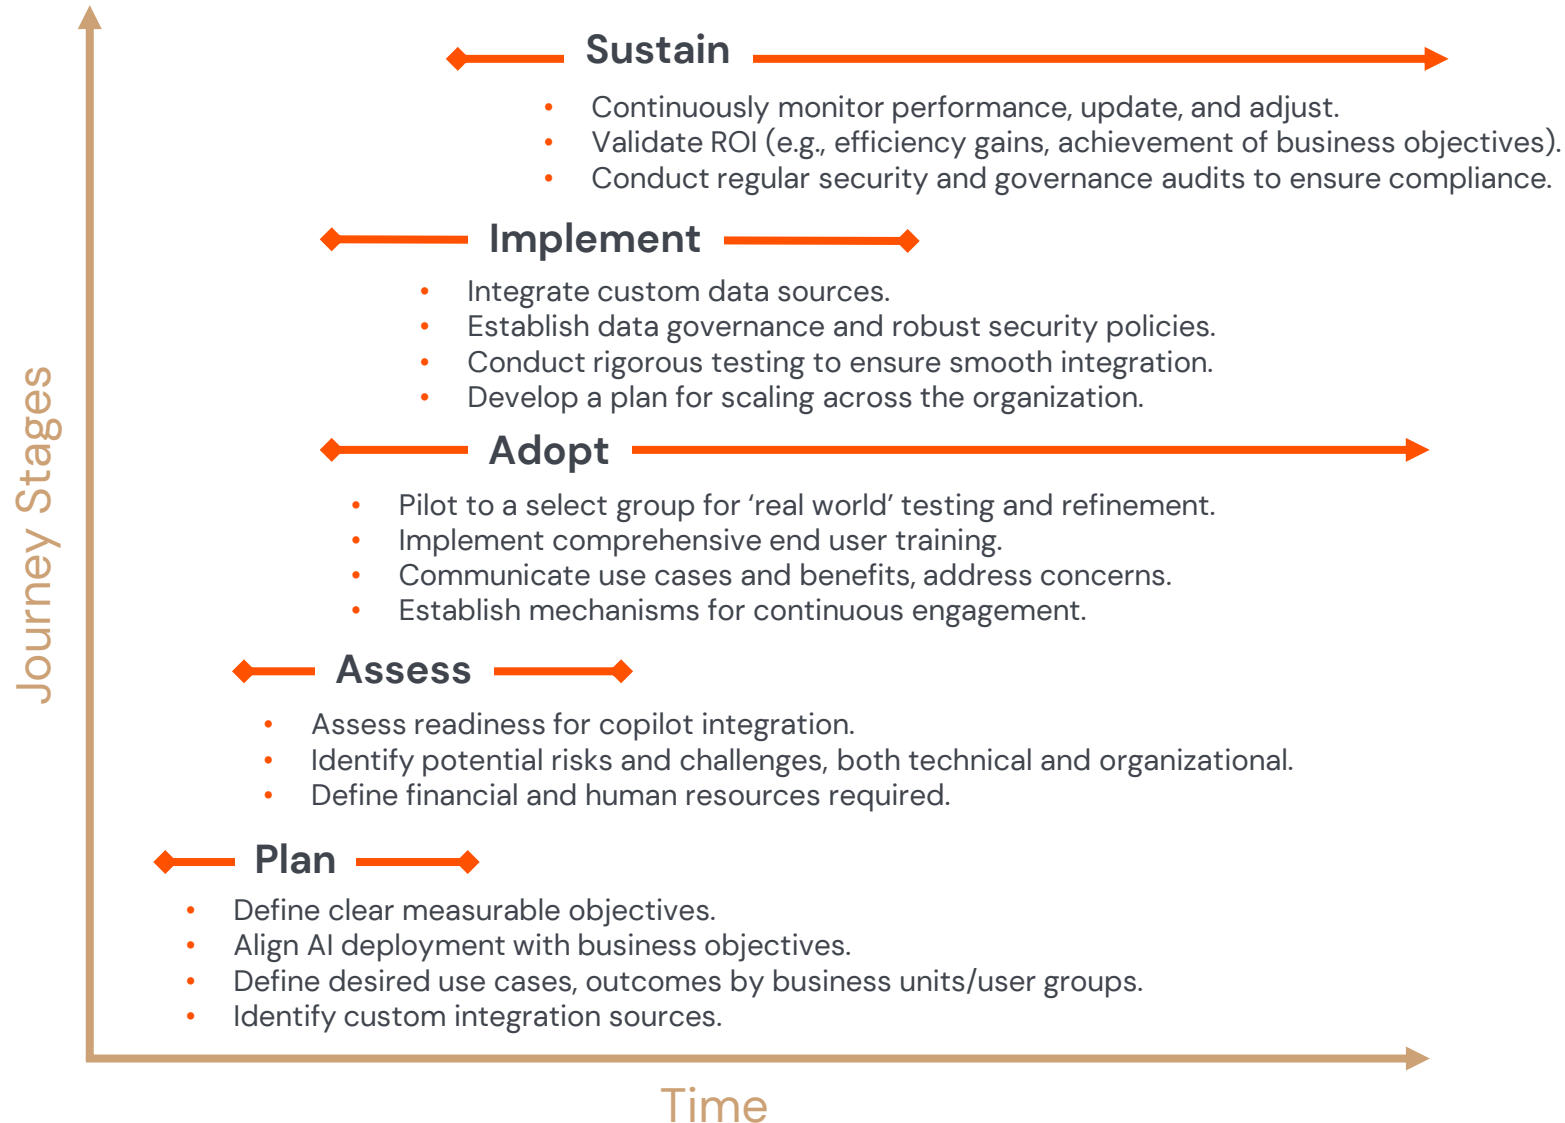 Sustain
• Continuously monitor performance, update, and adjust.
• Validate ROI (e.g., efficiency gains, achievement of business objectives).
• Conduct regular security and governance audits to ensure compliance.
Implement
• Integrate custom data sources.
• Establish data governance and robust security policies.
• Conduct rigorous testing to ensure smooth integration.
• Develop a plan for scaling across the organization.
Adopt
• Pilot to a select group for ‘real world’ testing and refinement.
• Implement comprehensive end user training.
• Communicate use cases and benefits, address concerns.
• Establish mechanisms for continuous engagement.
Assess
• Assess readiness for copilot integration.
• Identify potential risks and challenges, both technical and organizational.
• Define financial and human resources required.
Plan
• Define clear measurable objectives.
• Align AI deployment with business objectives.
• Define desired use cases, outcomes by business units/user groups.
• Identify custom integration sources.
Journey Stages
Time